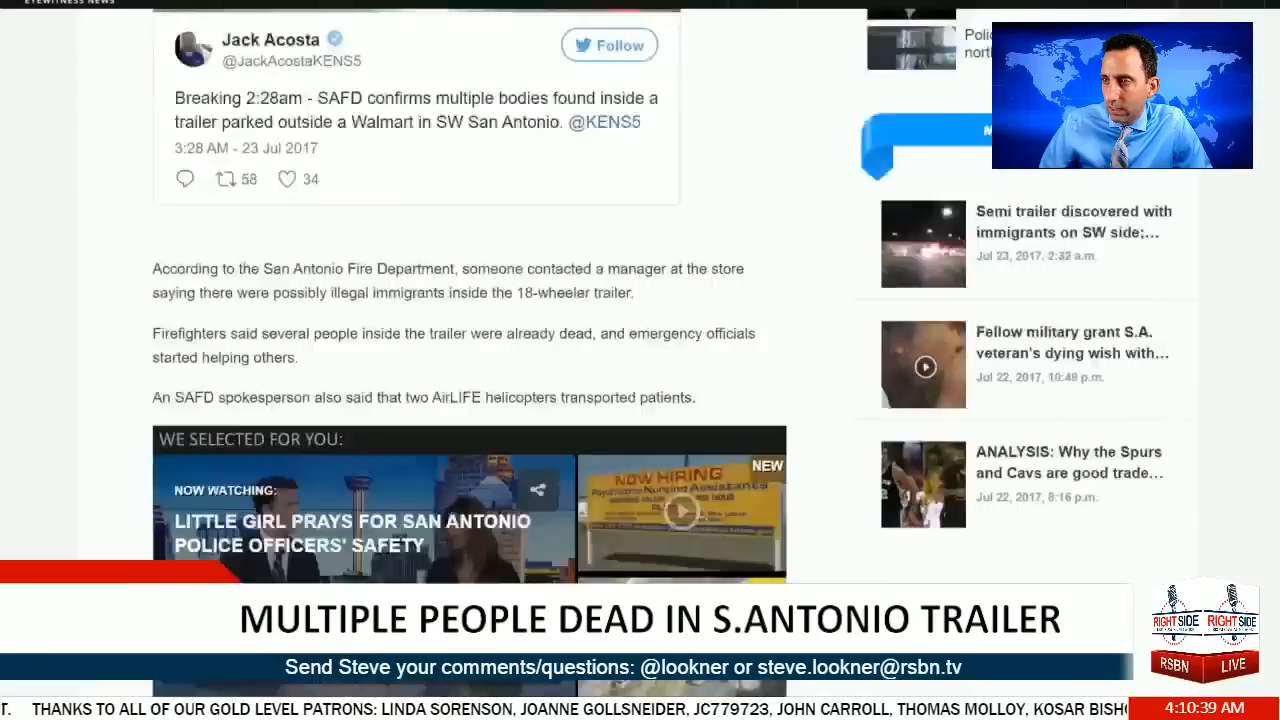 EYEWITNESS NEWS
Jack Acosta
@JackAcostaKENS5
Follow
Breaking 2:28am - SAFD confirms multiple bodies found inside a
trailer parked outside a Walmart in SW San Antonio. @KENS5
3:28 AM - 23 Jul 2017
58
34
According to the San Antonio Fire Department, someone contacted a manager at the store
saying there were possibly illegal immigrants inside the 18-wheeler trailer.
Firefighters said several people inside the trailer were already dead, and emergency officials
started helping others.
An SAFD spokesperson also said that two AirLIFE helicopters transported patients.
WE SELECTED FOR YOU:
NOW WATCHING:
LITTLE GIRL PRAYS FOR SAN ANTONIO
POLICE OFFICERS' SAFETY
NEW
NOW HIRING
Psychiatric Nursing Assistants
Polic
north
M
Semi trailer discovered with
immigrants on SW side;...
Jul 23, 2017, 2:32 a.m.
Fellow military grant S.A.
veteran's dying wish with...
Jul 22, 2017, 10:49 p.m.
ANALYSIS: Why the Spurs
and Cavs are good trade...
Jul 22, 2017, 8:16 p.m.
MULTIPLE PEOPLE DEAD IN S.ANTONIO TRAILER
Send Steve your comments/questions: @lookner or steve.lookner@rsbn.tv
RIGHT SIDE
RIGHT SIDE
RSBN
LIVE
T. THANKS TO ALL OF OUR GOLD LEVEL PATRONS: LINDA SORENSON, JOANNE GOLLSNEIDER, JC779723, JOHN CARROLL, THOMAS MOLLOY, KOSAR BISH
4:10:39 AM